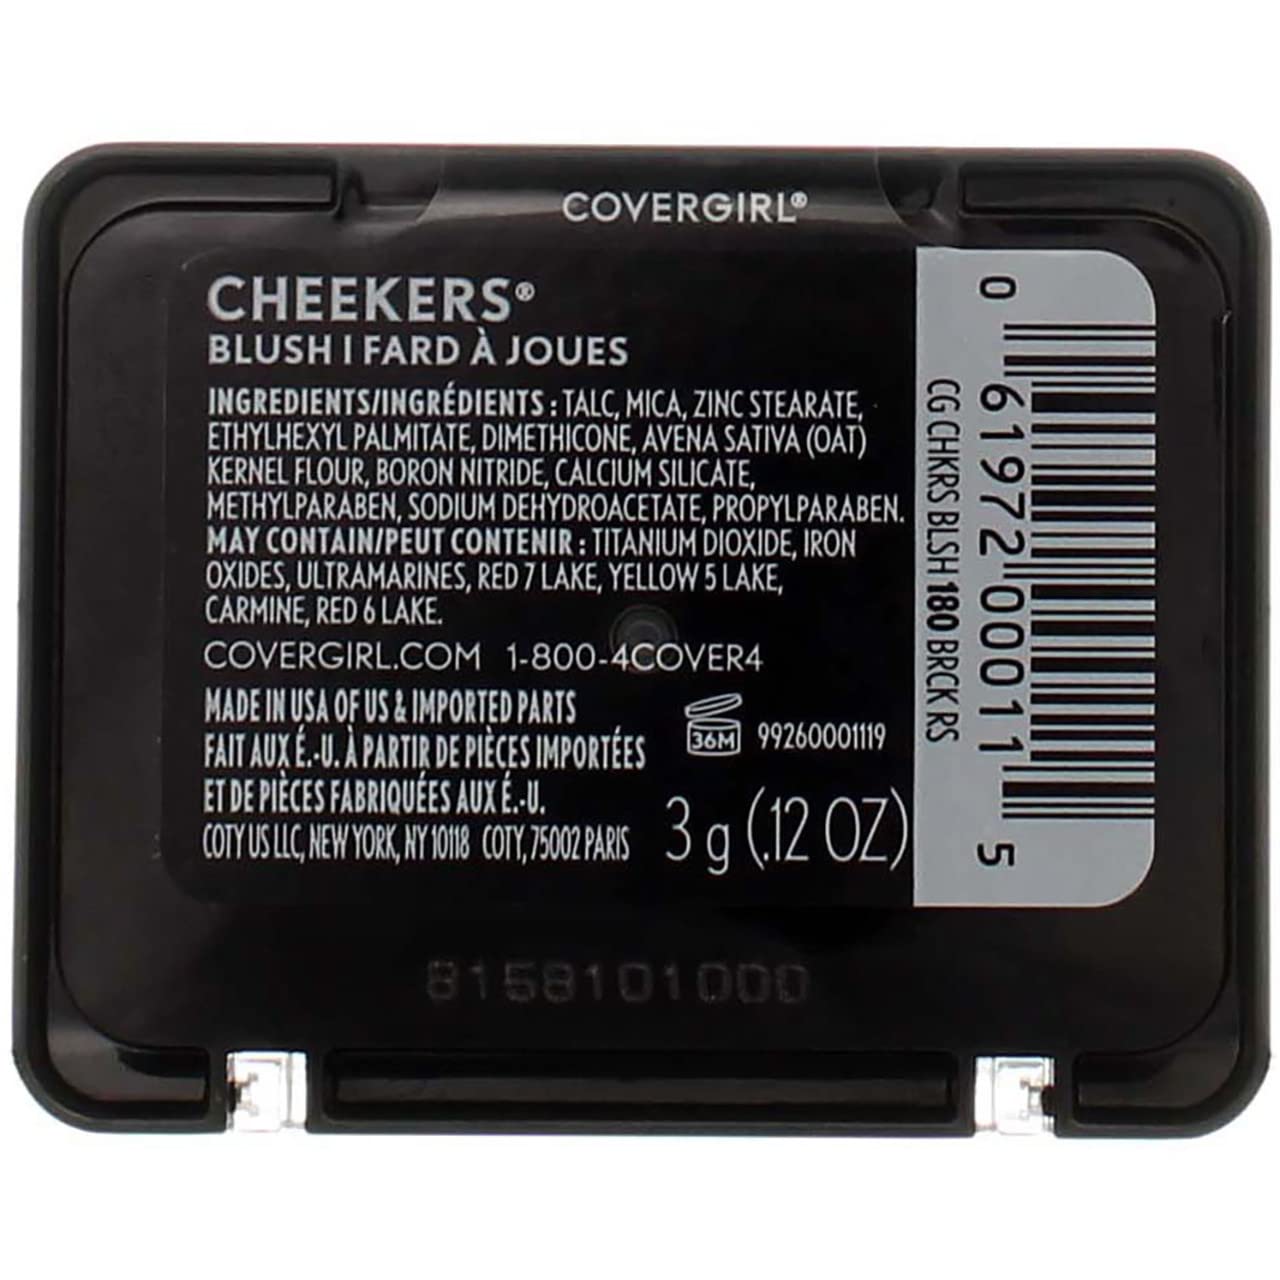 COVERGIRL®
CHEEKERS®
BLUSH | FARD À JOUES
INGREDIENTS/INGRÉDIENTS : TALC, MICA, ZINC STEARATE,
ETHYLHEXYL PALMITATE, DIMETHICONE, AVENA SATIVA (OAT)
KERNEL FLOUR, BORON NITRIDE, CALCIUM SILICATE,
METHYLPARABEN, SODIUM DEHYDROACETATE, PROPYLPARABEN.
MAY CONTAIN/PEUT CONTENIR : TITANIUM DIOXIDE, IRON
OXIDES, ULTRAMARINES, RED 7 LAKE, YELLOW 5 LAKE,
CARMINE, RED 6 LAKE.
COVERGIRL.COM 1-800-4COVER4
MADE IN USA OF US & IMPORTED PARTS
FAIT AUX É.-U. À PARTIR DE PIÈCES IMPORTÉES
ET DE PIÈCES FABRIQUÉES AUX É.-U.
COTY US LLC, NEW YORK, NY 10118 COTY, 75002 PARIS
36M 99260001119
3 g (.12 OZ)
CG CHKRS BLSH 180 BRCK RS
0 61972 00011 5
8158101000